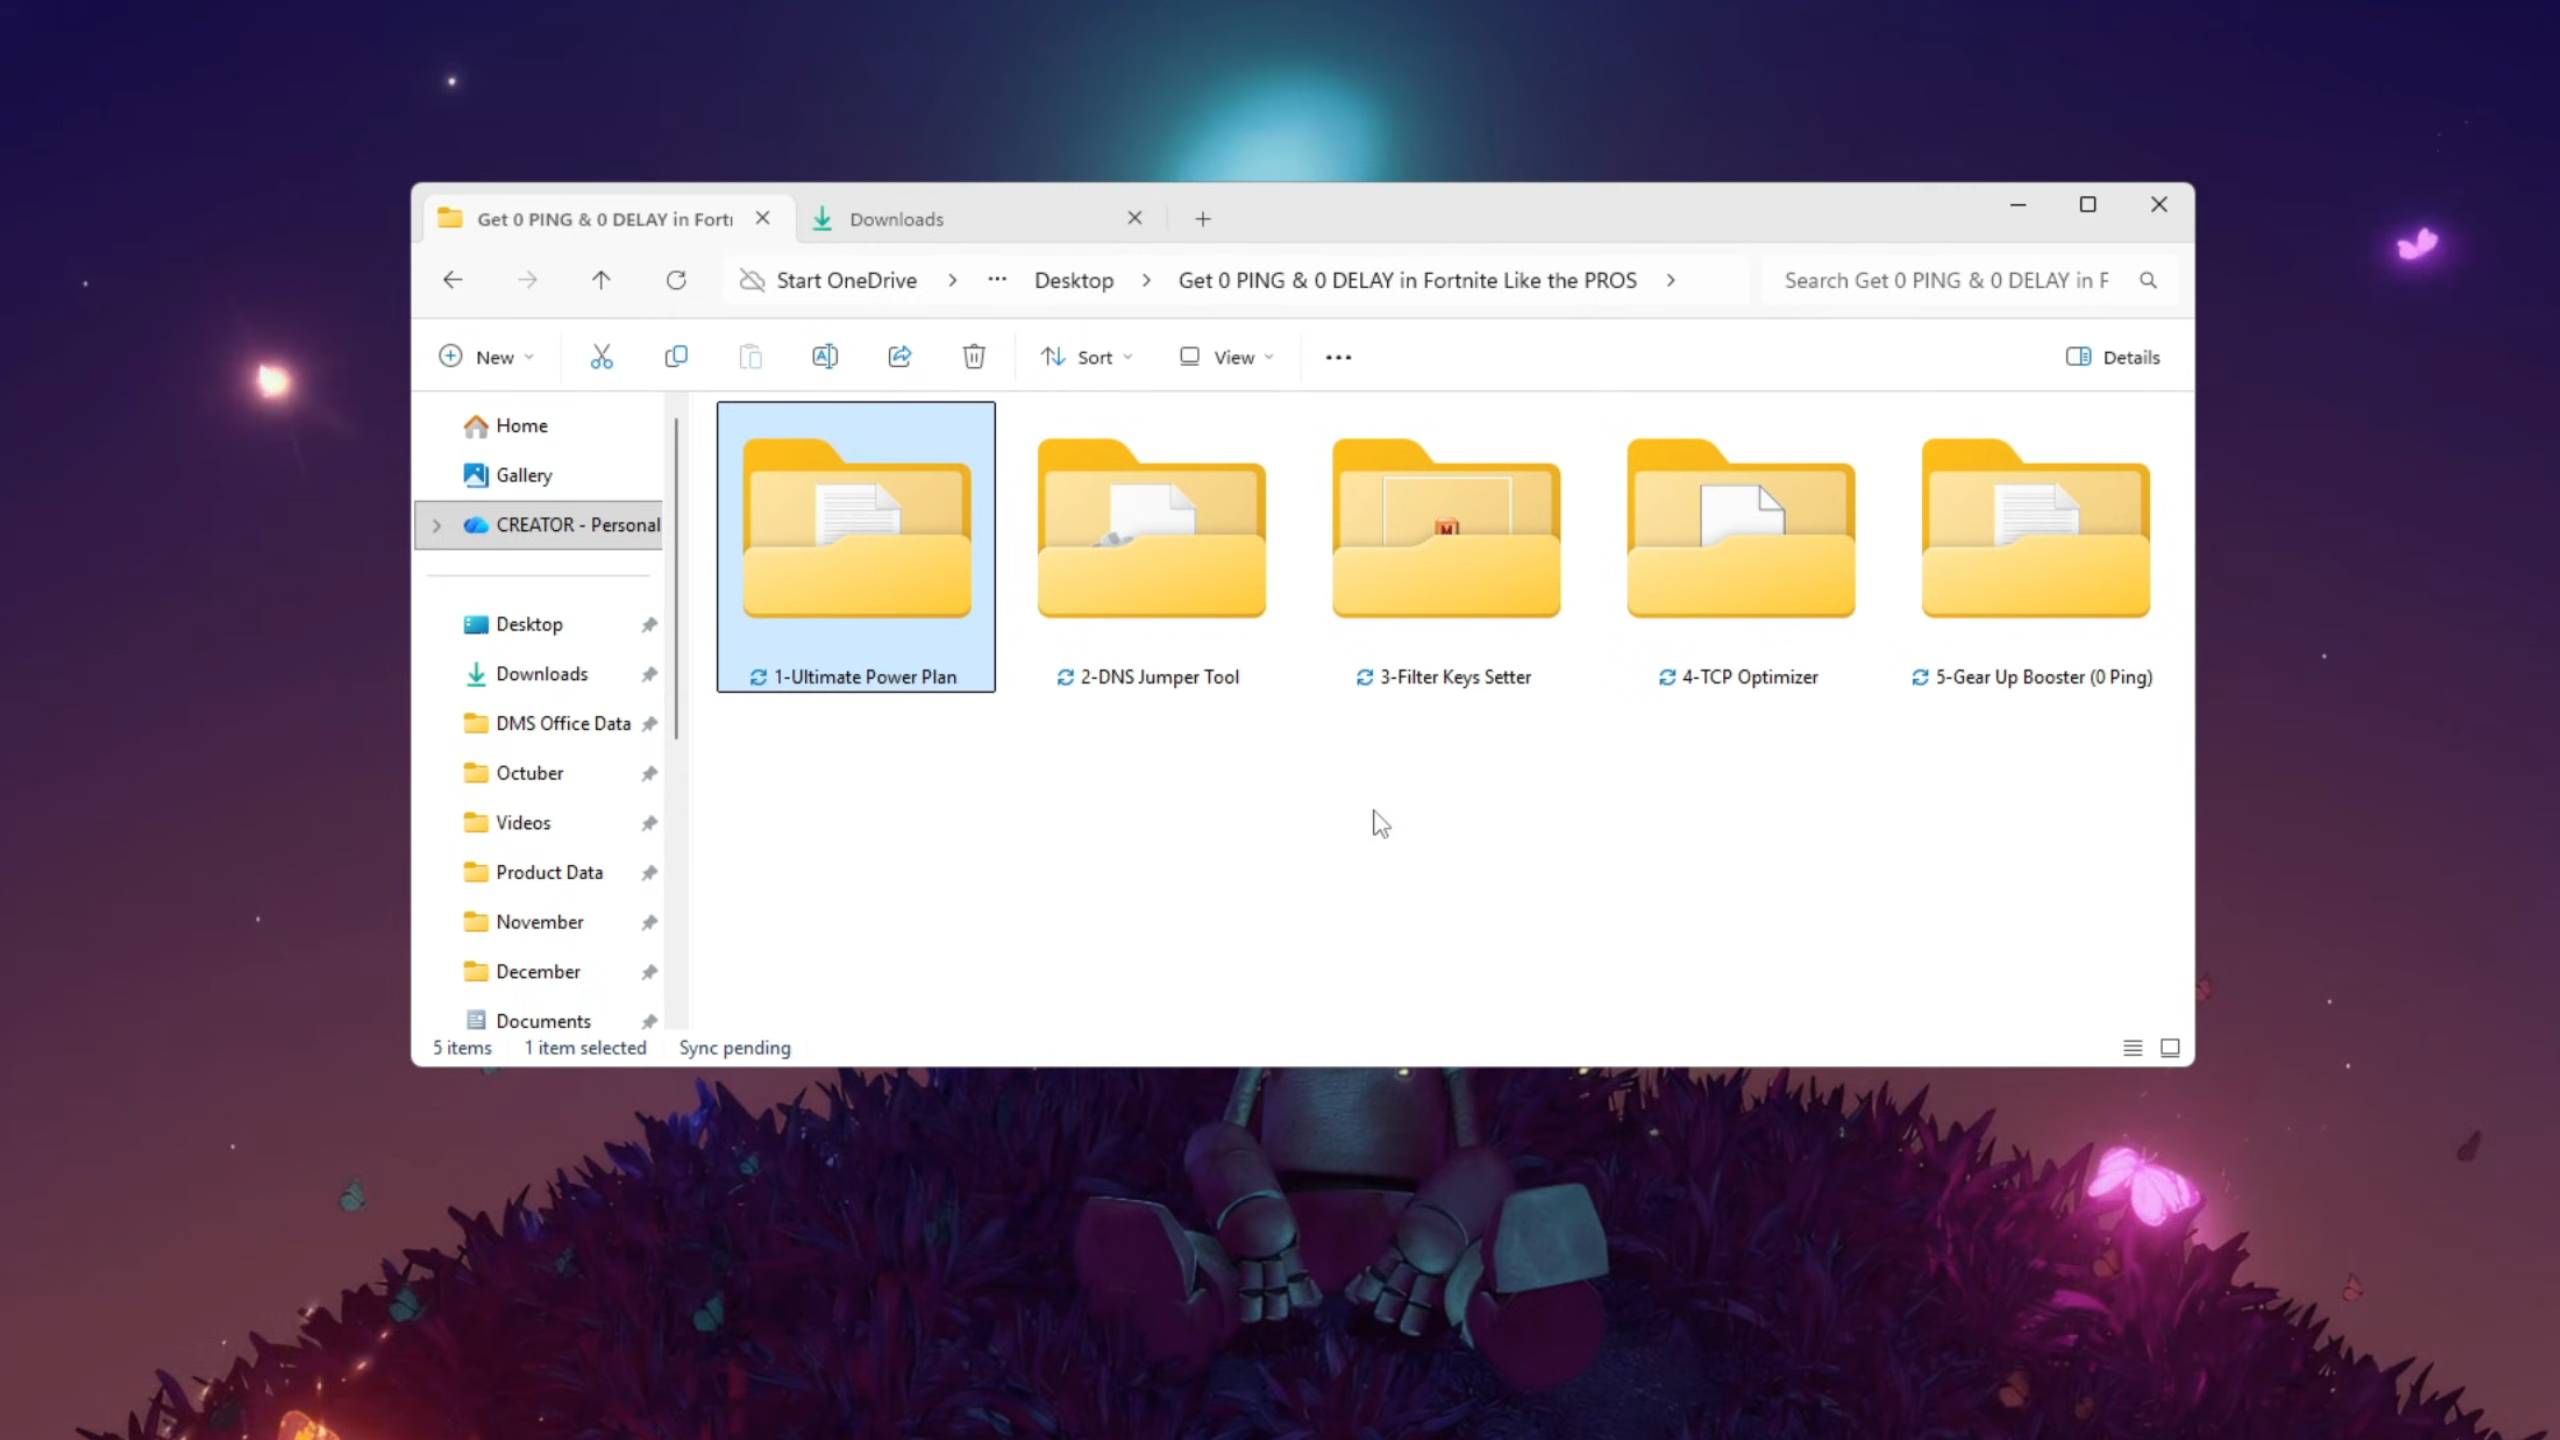 Get 0 PING & 0 DELAY in Fortı
Downloads
Start OneDrive
Desktop
Get 0 PING & 0 DELAY in Fortnite Like the PROS
Search Get 0 PING & 0 DELAY in F
New
Sort
View
Details
Home
Gallery
CREATOR - Personal
Desktop
Downloads
DMS Office Data
Octuber
Videos
Product Data
November
December
Documents
1-Ultimate Power Plan
2-DNS Jumper Tool
3-Filter Keys Setter
4-TCP Optimizer
5-Gear Up Booster (0 Ping)
5 items
1 item selected
Sync pending